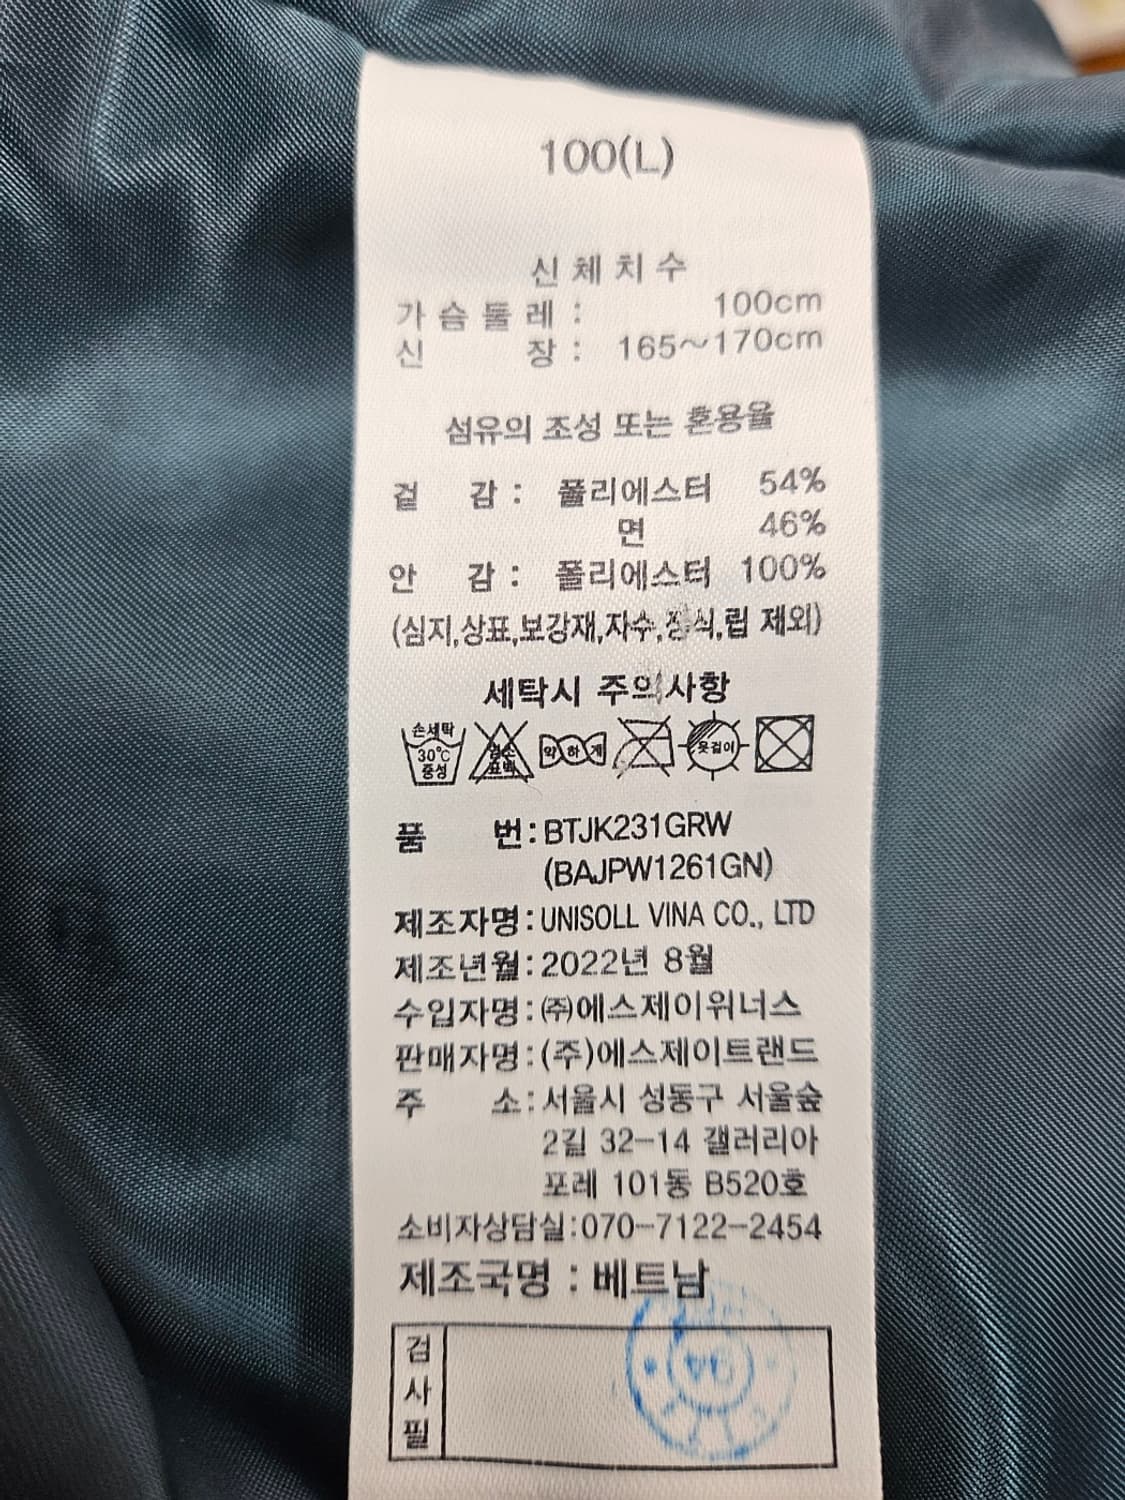 100(L)
신 체 치 수
가 슴 둘 레 : 100cm
신 장 : 165~170cm
섬유의 조성 또는 혼용율
겉 감 : 폴리에스터 54%
면 46%
안 감 : 폴리에스터 100%
(심지,상표,보강재,자수,장식,립 제외)
세탁시 주의사항
손세탁 30℃ 중성 염소 표백 약하게 옷걸이
품 번 : BTJK231GRW
(BAJPW1261GN)
제조자명 : UNISOLL VINA CO., LTD
제조년월 : 2022년 8월
수입자명 : ㈜에스제이위너스
판매자명 : (주)에스제이트랜드
주 소 : 서울시 성동구 서울숲
2길 32-14 갤러리아
포레 101동 B520호
소비자상담실:070-7122-2454
제조국명 : 베트남
검사필